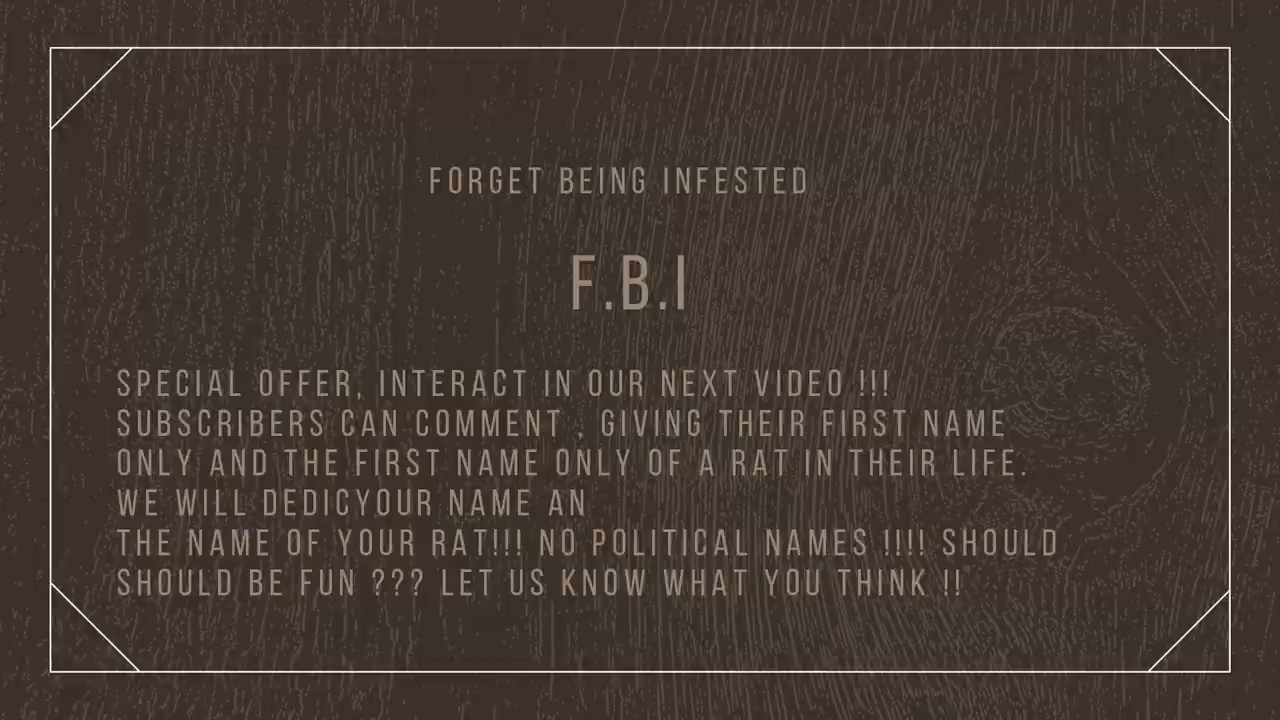 FORGET BEING INFESTED
F.B.I
SPECIAL OFFER, INTERACT IN OUR NEXT VIDEO !!!
SUBSCRIBERS CAN COMMENT , GIVING THEIR FIRST NAME
ONLY AND THE FIRST NAME ONLY OF A RAT IN THEIR LIFE.
WE WILL DEDICYOUR NAME AN
THE NAME OF YOUR RAT!!! NO POLITICAL NAMES !!!! SHOULD
SHOULD BE FUN ??? LET US KNOW WHAT YOU THINK !!